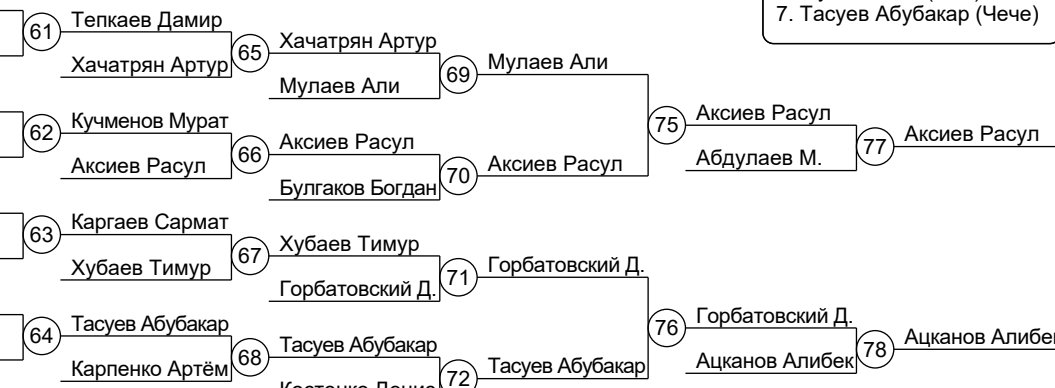 7. Тасуев Абубакар (Чече)
61 Тепкаев Дамир
Хачатрян Артур
65 Хачатрян Артур
Мулаев Али
69 Мулаев Али
62 Кучменов Мурат
Аксиев Расул
66 Аксиев Расул
Булгаков Богдан
70 Аксиев Расул
75 Аксиев Расул
Абдулаев М.
77 Аксиев Расул
63 Каргаев Сармат
Хубаев Тимур
67 Хубаев Тимур
Горбатовский Д.
71 Горбатовский Д.
64 Тасуев Абубакар
Карпенко Артём
68 Тасуев Абубакар
72 Тасуев Абубакар
76 Горбатовский Д.
Ацканов Алибек
78 Ацканов Алибек